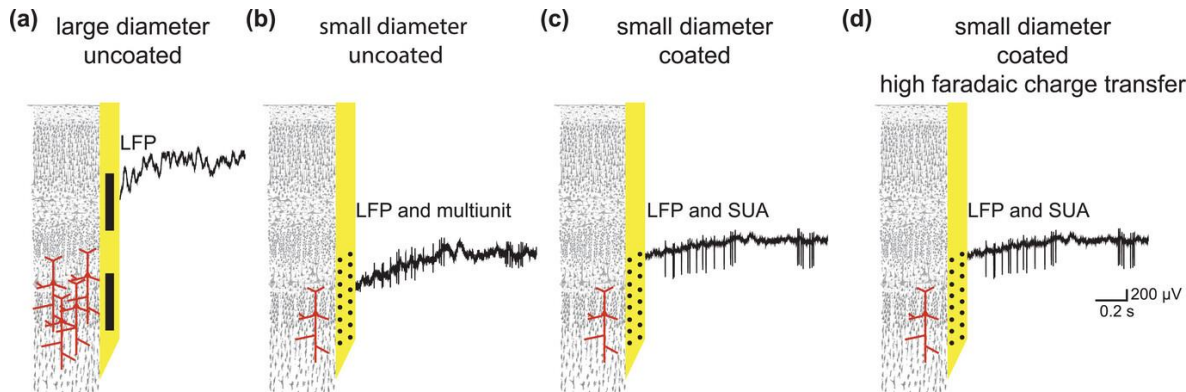 (a) large diameter
uncoated
LFP
(b) small diameter
uncoated
LFP and multiunit
(c) small diameter
coated
LFP and SUA
(d) small diameter
coated
high faradaic charge transfer
LFP and SUA
200 µV
0.2 s